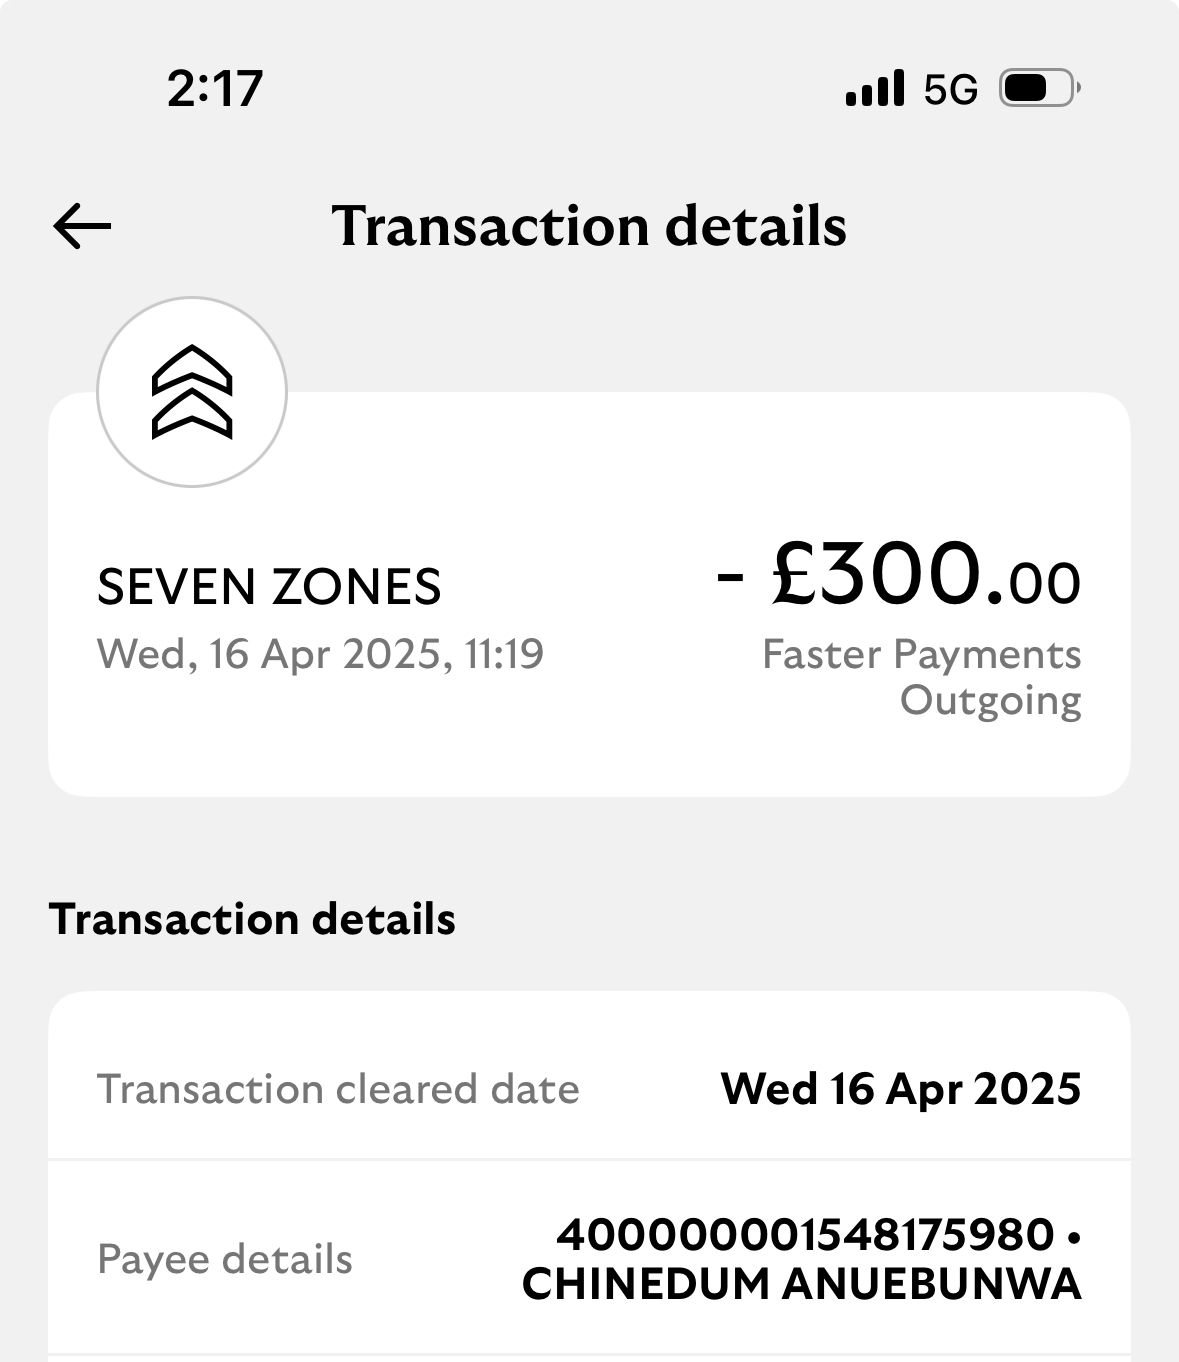 2:17
5G
Transaction details
SEVEN ZONES
- £300.00
Wed, 16 Apr 2025, 11:19
Faster Payments
Outgoing
Transaction details
Transaction cleared date
Wed 16 Apr 2025
Payee details
400000001548175980 •
CHINEDUM ANUEBUNWA